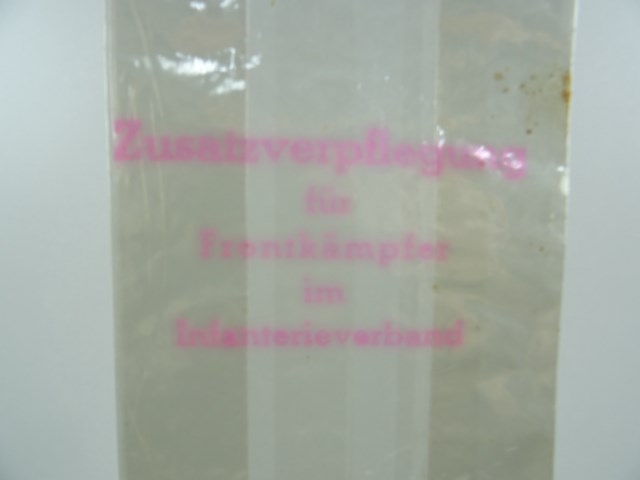 Zusatzverpflegung
für
Frontkämpfer
im
Infanterieverband